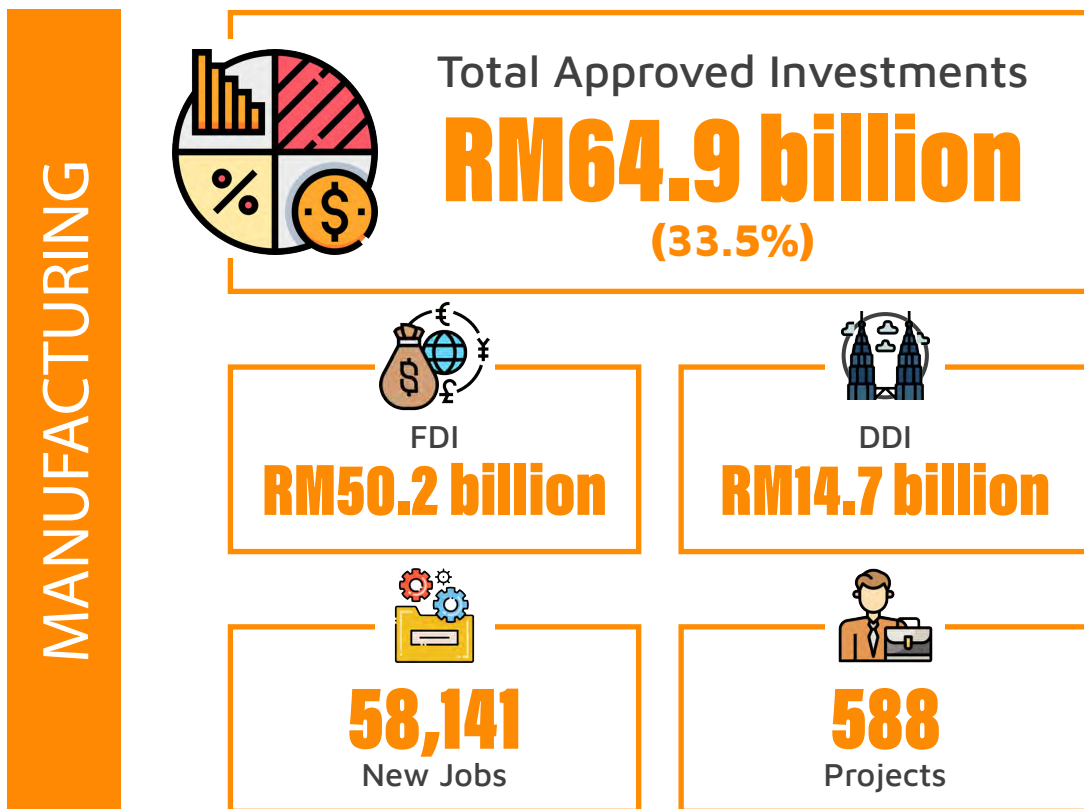 MANUFACTURING
Total Approved Investments
RM64.9 billion
(33.5%)
FDI
RM50.2 billion
DDI
RM14.7 billion
58,141
New Jobs
588
Projects